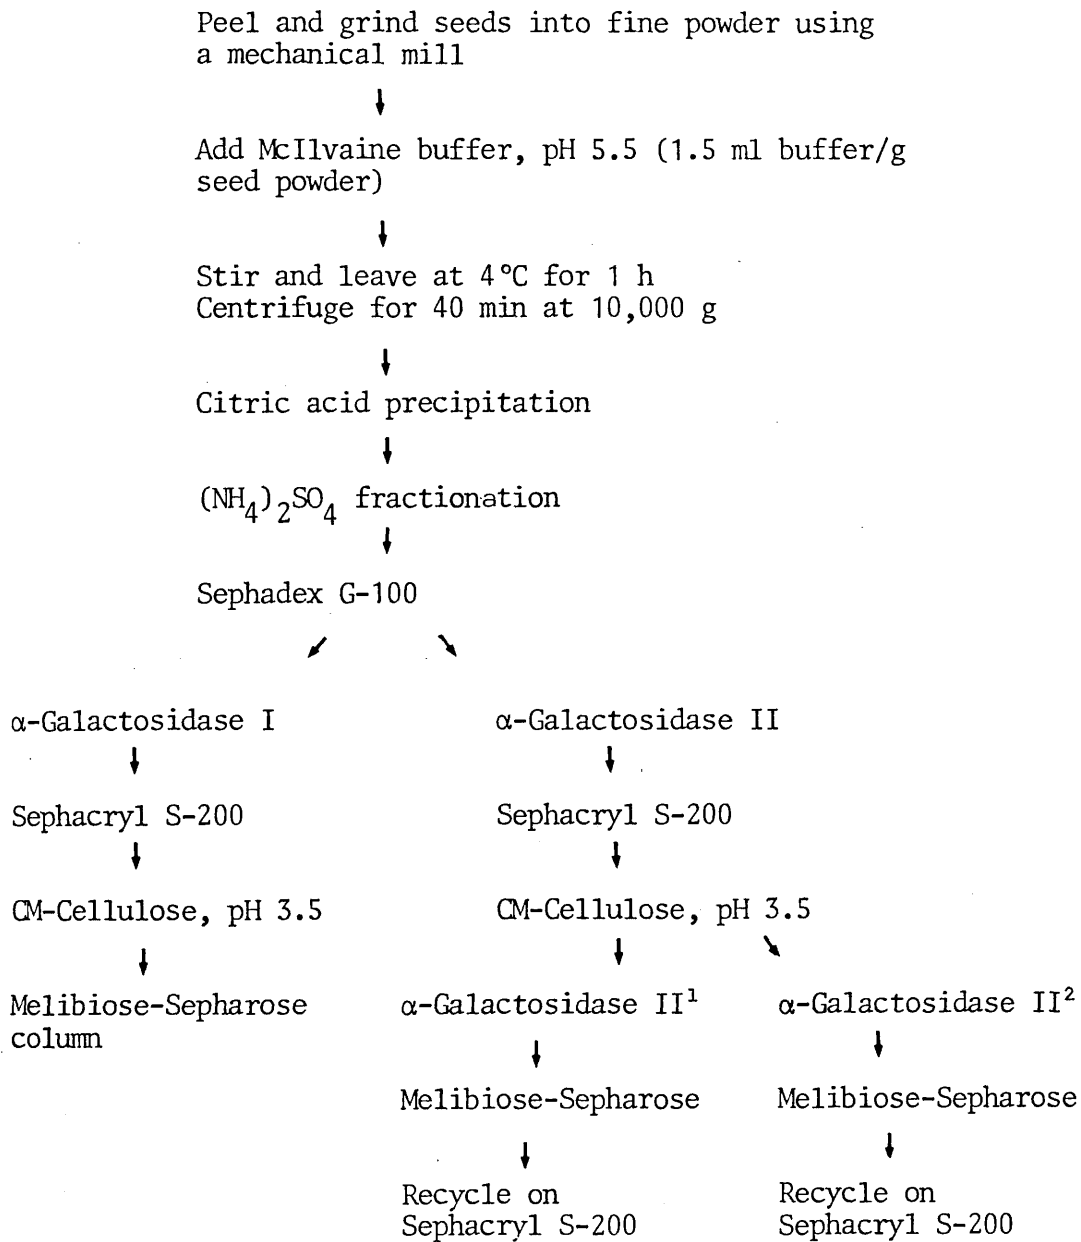 Peel and grind seeds into fine powder using
a mechanical mill
Add McIlvaine buffer, pH 5.5 (1.5 ml buffer/g
seed powder)
Stir and leave at 4°C for 1 h
Centrifuge for 40 min at 10,000 g
Citric acid precipitation
(NH₄)₂SO₄ fractionation
Sephadex G-100
α-Galactosidase I
α-Galactosidase II
Sephacryl S-200
Sephacryl S-200
CM-Cellulose, pH 3.5
CM-Cellulose, pH 3.5
Melibiose-Sepharose
column
α-Galactosidase II¹
α-Galactosidase II²
Melibiose-Sepharose
Melibiose-Sepharose
Recycle on
Sephacryl S-200
Recycle on
Sephacryl S-200